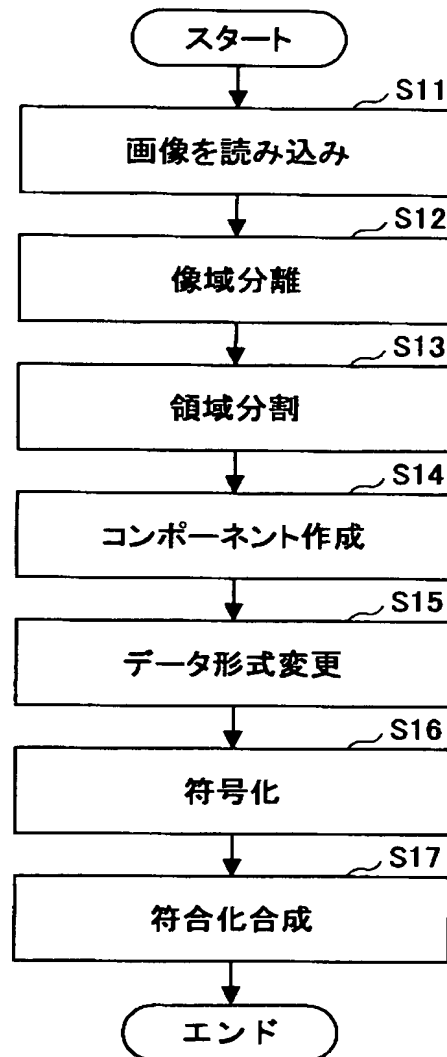 スタート
S11
画像を読み込み
S12
像域分離
S13
領域分割
S14
コンポーネント作成
S15
データ形式変更
S16
符号化
S17
符合化合成
エンド